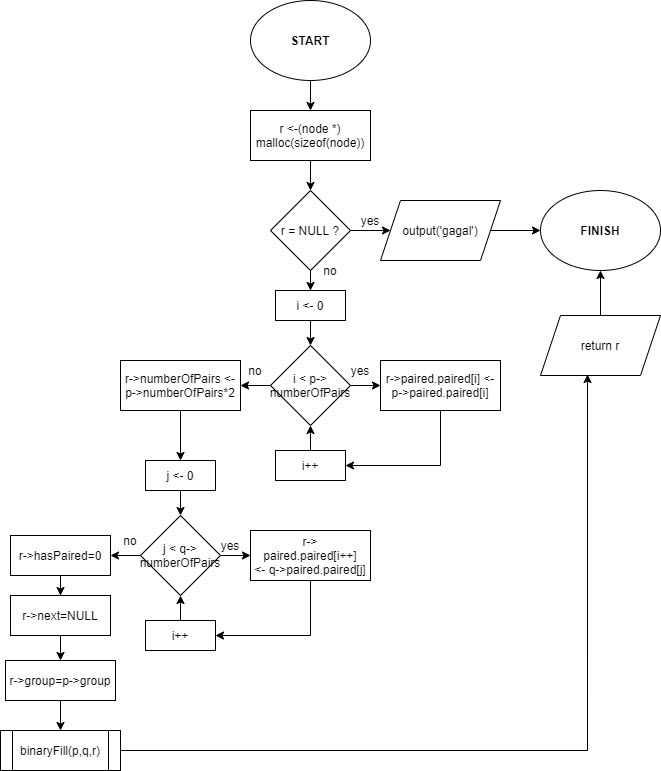 START
r <-(node *)
malloc(sizeof(node))
r = NULL ?
yes
output('gagal')
FINISH
no
i <- 0
return r
r->numberOfPairs <-
p->numberOfPairs*2
no
i < p->
numberOfPairs
yes
r->paired.paired[i] <-
p->paired.paired[i]
i++
j <- 0
r->hasPaired=0
no
j < q->
numberOfPairs
yes
r->
paired.paired[i++]
<- q->paired.paired[j]
r->next=NULL
i++
r->group=p->group
binaryFill(p,q,r)